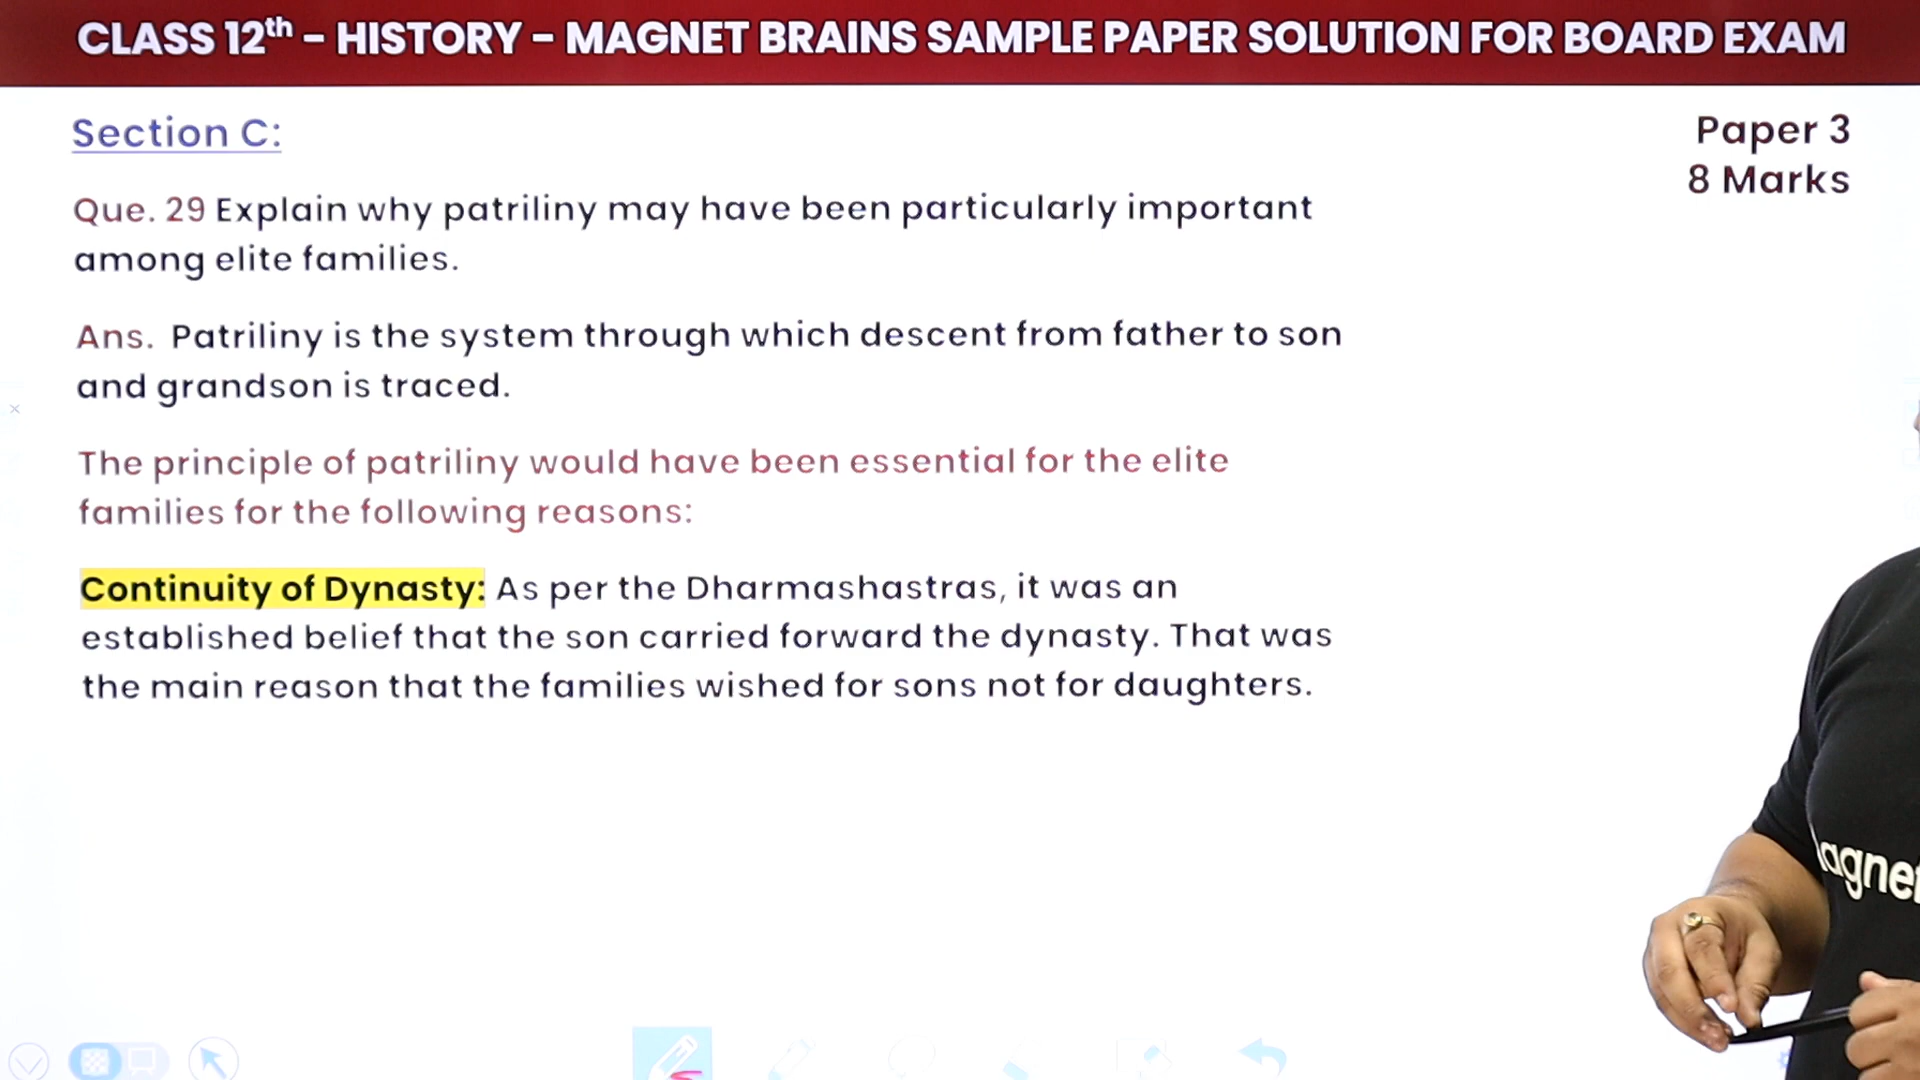 CLASS 12th - HISTORY - MAGNET BRAINS SAMPLE PAPER SOLUTION FOR BOARD EXAM
Section C:
Paper 3
8 Marks
Que. 29 Explain why patriliny may have been particularly important
among elite families.
Ans. Patriliny is the system through which descent from father to son
and grandson is traced.
The principle of patriliny would have been essential for the elite
families for the following reasons:
Continuity of Dynasty: As per the Dharmashastras, it was an
established belief that the son carried forward the dynasty. That was
the main reason that the families wished for sons not for daughters.
agnet